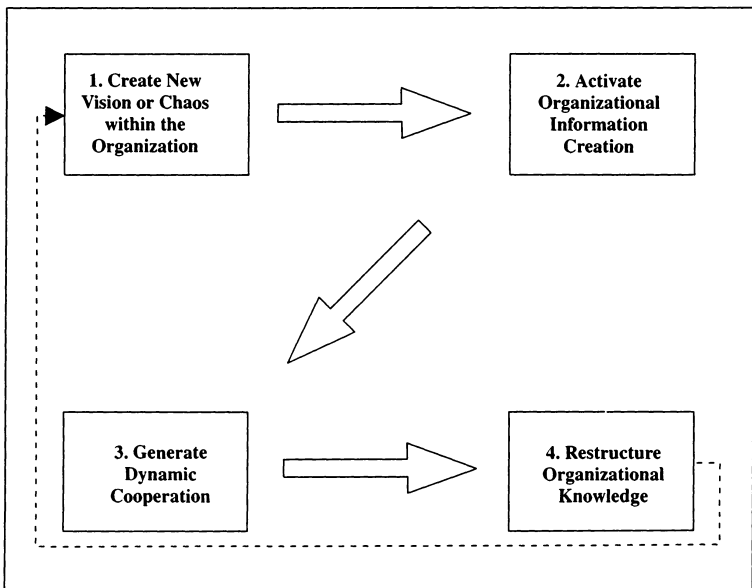 1. Create New
Vision or Chaos
within the
Organization
2. Activate
Organizational
Information
Creation
3. Generate
Dynamic
Cooperation
4. Restructure
Organizational
Knowledge